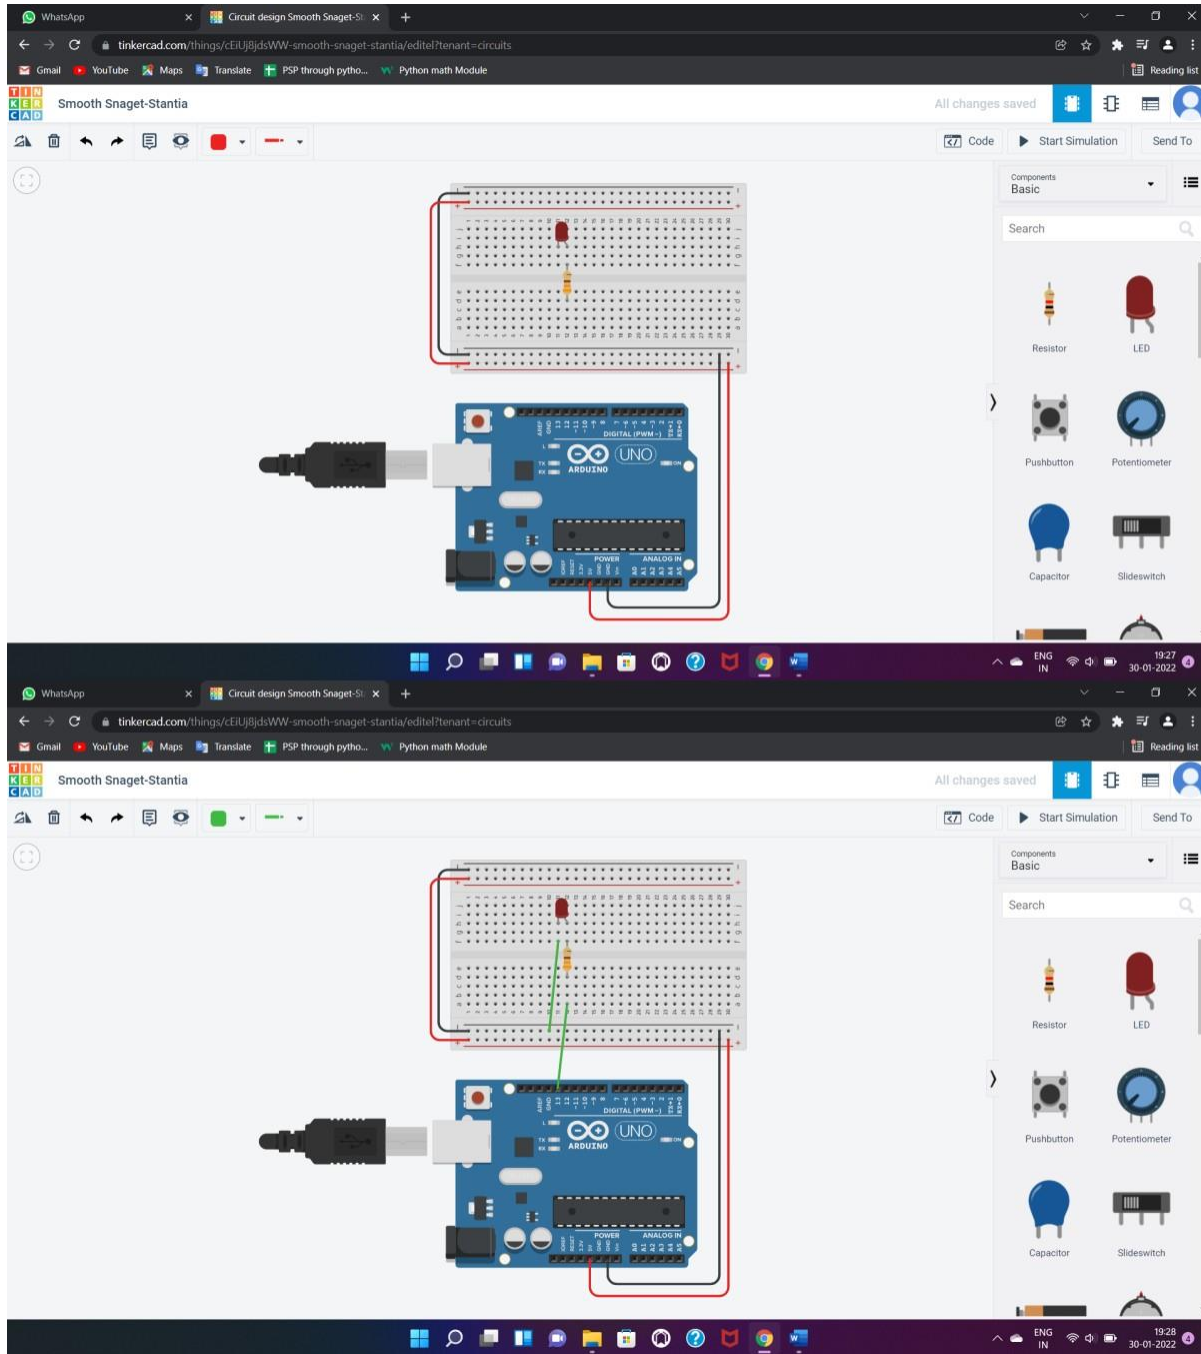 WhatsApp
Circuit design Smooth Snaget-St
tinkercad.com/things/cEiUj8jdsWW-smooth-snaget-stantia/editel?tenant=circuits
Gmail YouTube Maps Translate PSP through pytho... Python math Module Reading list
TINKERCAD
Smooth Snaget-Stantia
All changes saved
Code Start Simulation Send To
Components
Basic
Search
Resistor LED
DIGITAL (PWM~)
UNO
ARDUINO
ON
Pushbutton Potentiometer
POWER ANALOG IN
Capacitor Slideswitch
ENG
IN
19:27
30-01-2022
4
WhatsApp
Circuit design Smooth Snaget-St
tinkercad.com/things/cEiUj8jdsWW-smooth-snaget-stantia/editel?tenant=circuits
Gmail YouTube Maps Translate PSP through pytho... Python math Module Reading list
TINKERCAD
Smooth Snaget-Stantia
All changes saved
Code Start Simulation Send To
Components
Basic
Search
Resistor LED
DIGITAL (PWM~)
UNO
ARDUINO
ON
Pushbutton Potentiometer
POWER ANALOG IN
Capacitor Slideswitch
ENG
IN
19:28
30-01-2022
4